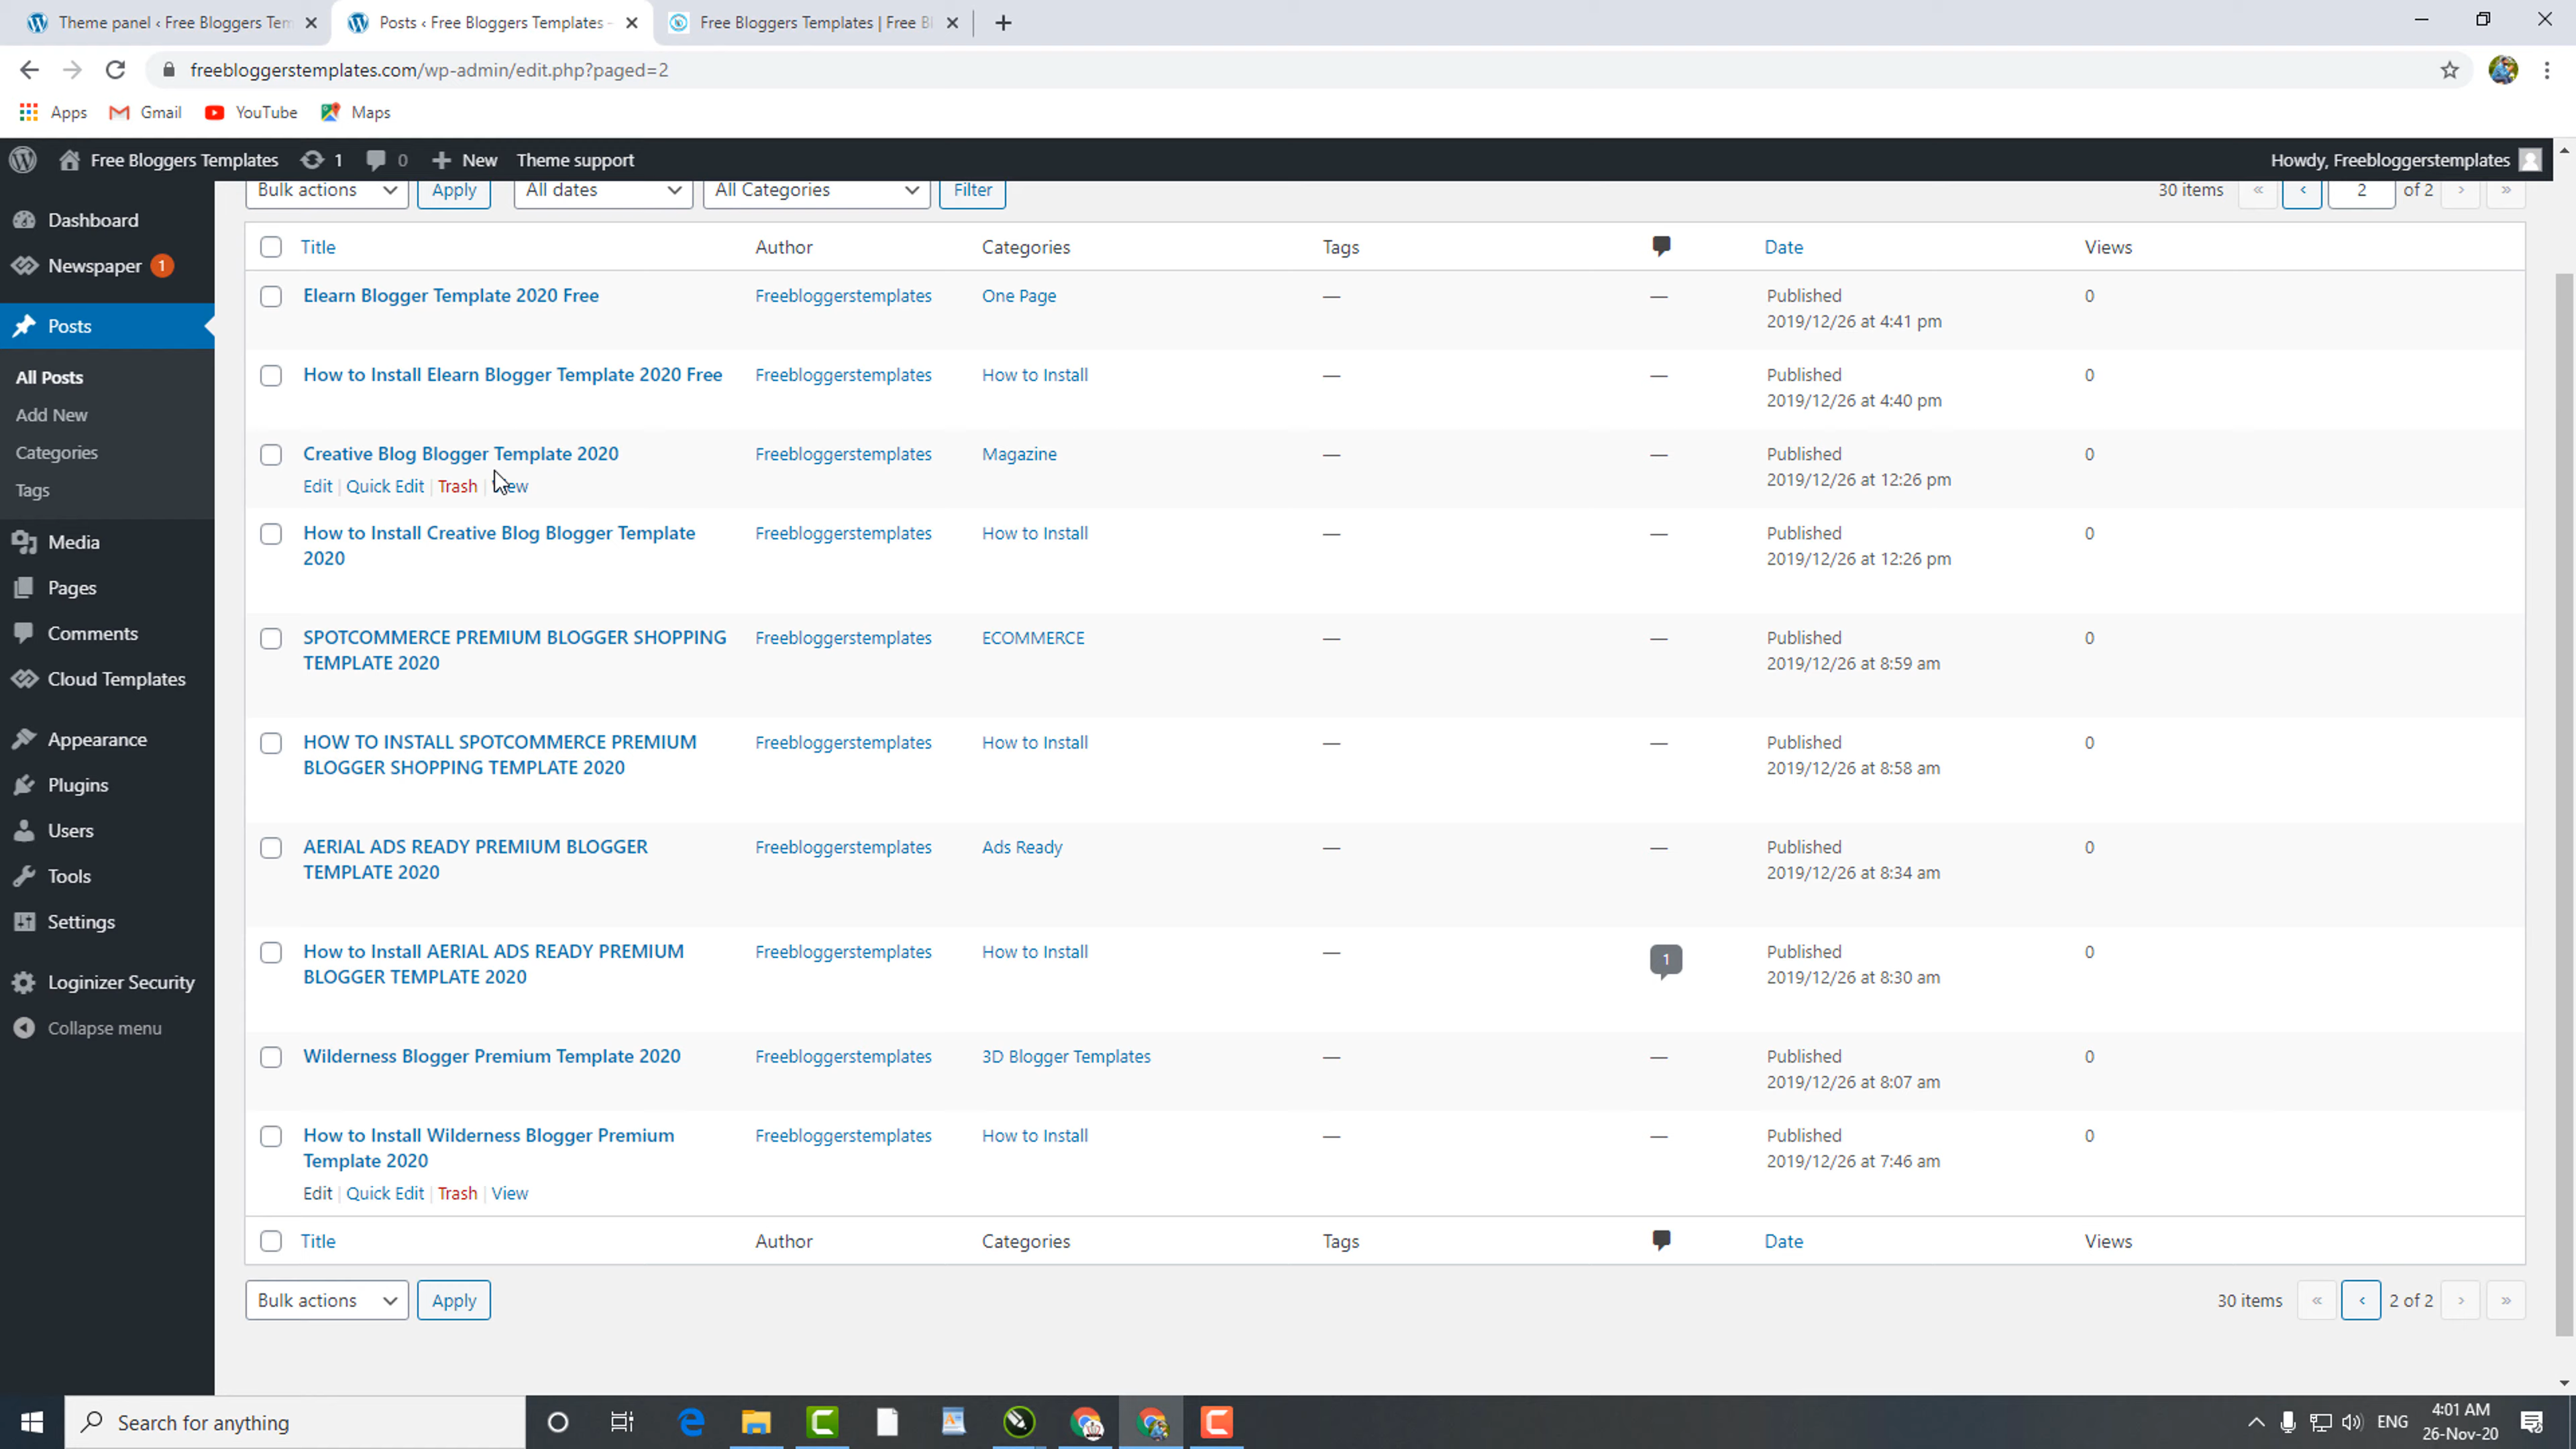 Theme panel ‹ Free Bloggers Tem
Posts ‹ Free Bloggers Templates -
Free Bloggers Templates | Free Bl
freebloggerstemplates.com/wp-admin/edit.php?paged=2
Apps Gmail YouTube Maps
Free Bloggers Templates 1 0 New Theme support Howdy, Freebloggerstemplates
Bulk actions Apply All dates All Categories Filter 30 items « ‹ 2 of 2 › »
Dashboard
Newspaper 1
Posts
All Posts
Add New
Categories
Tags
Media
Pages
Comments
Cloud Templates
Appearance
Plugins
Users
Tools
Settings
Loginizer Security
Collapse menu
Title Author Categories Tags Date Views
Elearn Blogger Template 2020 Free Freebloggerstemplates One Page — — Published 0
2019/12/26 at 4:41 pm
How to Install Elearn Blogger Template 2020 Free Freebloggerstemplates How to Install — — Published 0
2019/12/26 at 4:40 pm
Creative Blog Blogger Template 2020 Freebloggerstemplates Magazine — — Published 0
2019/12/26 at 12:26 pm
Edit | Quick Edit | Trash | View
How to Install Creative Blog Blogger Template Freebloggerstemplates How to Install — — Published 0
2020 2019/12/26 at 12:26 pm
SPOTCOMMERCE PREMIUM BLOGGER SHOPPING Freebloggerstemplates ECOMMERCE — — Published 0
TEMPLATE 2020 2019/12/26 at 8:59 am
HOW TO INSTALL SPOTCOMMERCE PREMIUM Freebloggerstemplates How to Install — — Published 0
BLOGGER SHOPPING TEMPLATE 2020 2019/12/26 at 8:58 am
AERIAL ADS READY PREMIUM BLOGGER Freebloggerstemplates Ads Ready — — Published 0
TEMPLATE 2020 2019/12/26 at 8:34 am
How to Install AERIAL ADS READY PREMIUM Freebloggerstemplates How to Install — 1 Published 0
BLOGGER TEMPLATE 2020 2019/12/26 at 8:30 am
Wilderness Blogger Premium Template 2020 Freebloggerstemplates 3D Blogger Templates — — Published 0
2019/12/26 at 8:07 am
How to Install Wilderness Blogger Premium Freebloggerstemplates How to Install — — Published 0
Template 2020 2019/12/26 at 7:46 am
Edit | Quick Edit | Trash | View
Title Author Categories Tags Date Views
Bulk actions Apply 30 items « ‹ 2 of 2 › »
Search for anything
ENG
4:01 AM
26-Nov-20